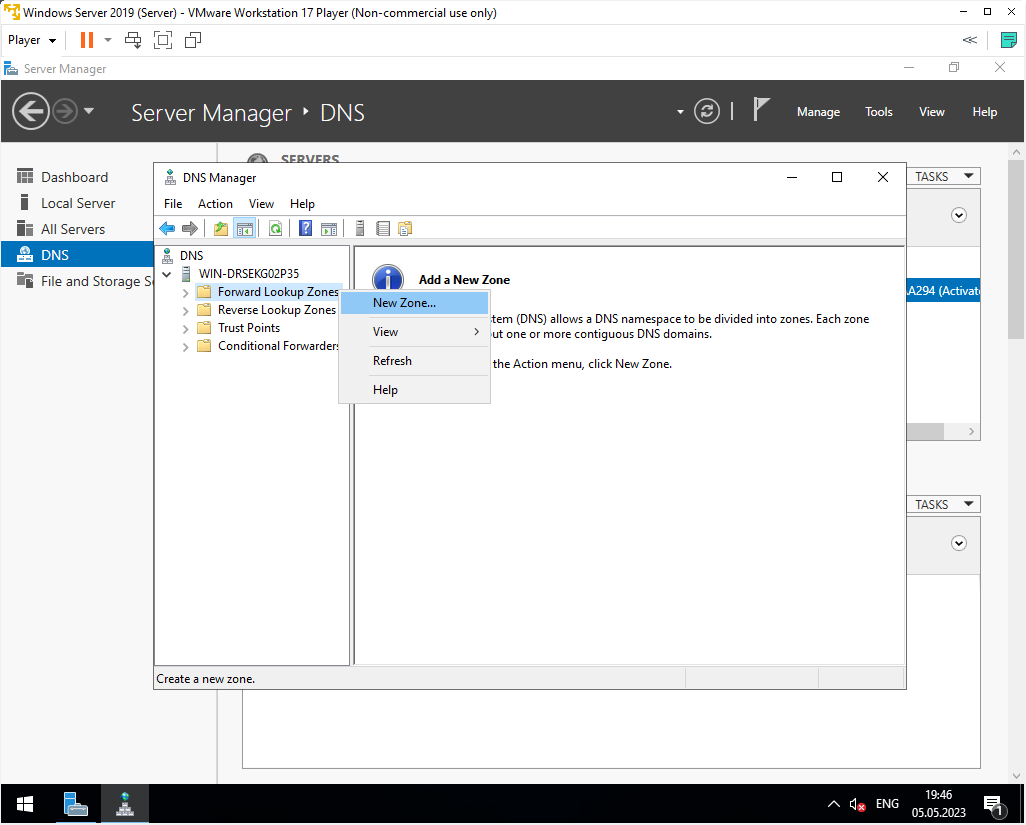 Windows Server 2019 (Server) - VMware Workstation 17 Player (Non-commercial use only)
Player
Server Manager
Server Manager DNS
Manage Tools View Help
Dashboard
Local Server
All Servers
DNS
File and Storage
SERVERS
TASKS
A294 (Activat
TASKS
DNS Manager
File Action View Help
DNS
WIN-DRSEKG02P35
Forward Lookup Zones
Reverse Lookup Zones
Trust Points
Conditional Forwarders
Add a New Zone
stem (DNS) allows a DNS namespace to be divided into zones. Each zone
out one or more contiguous DNS domains.
the Action menu, click New Zone.
New Zone...
View
Refresh
Help
Create a new zone.
ENG
19:46
05.05.2023
1